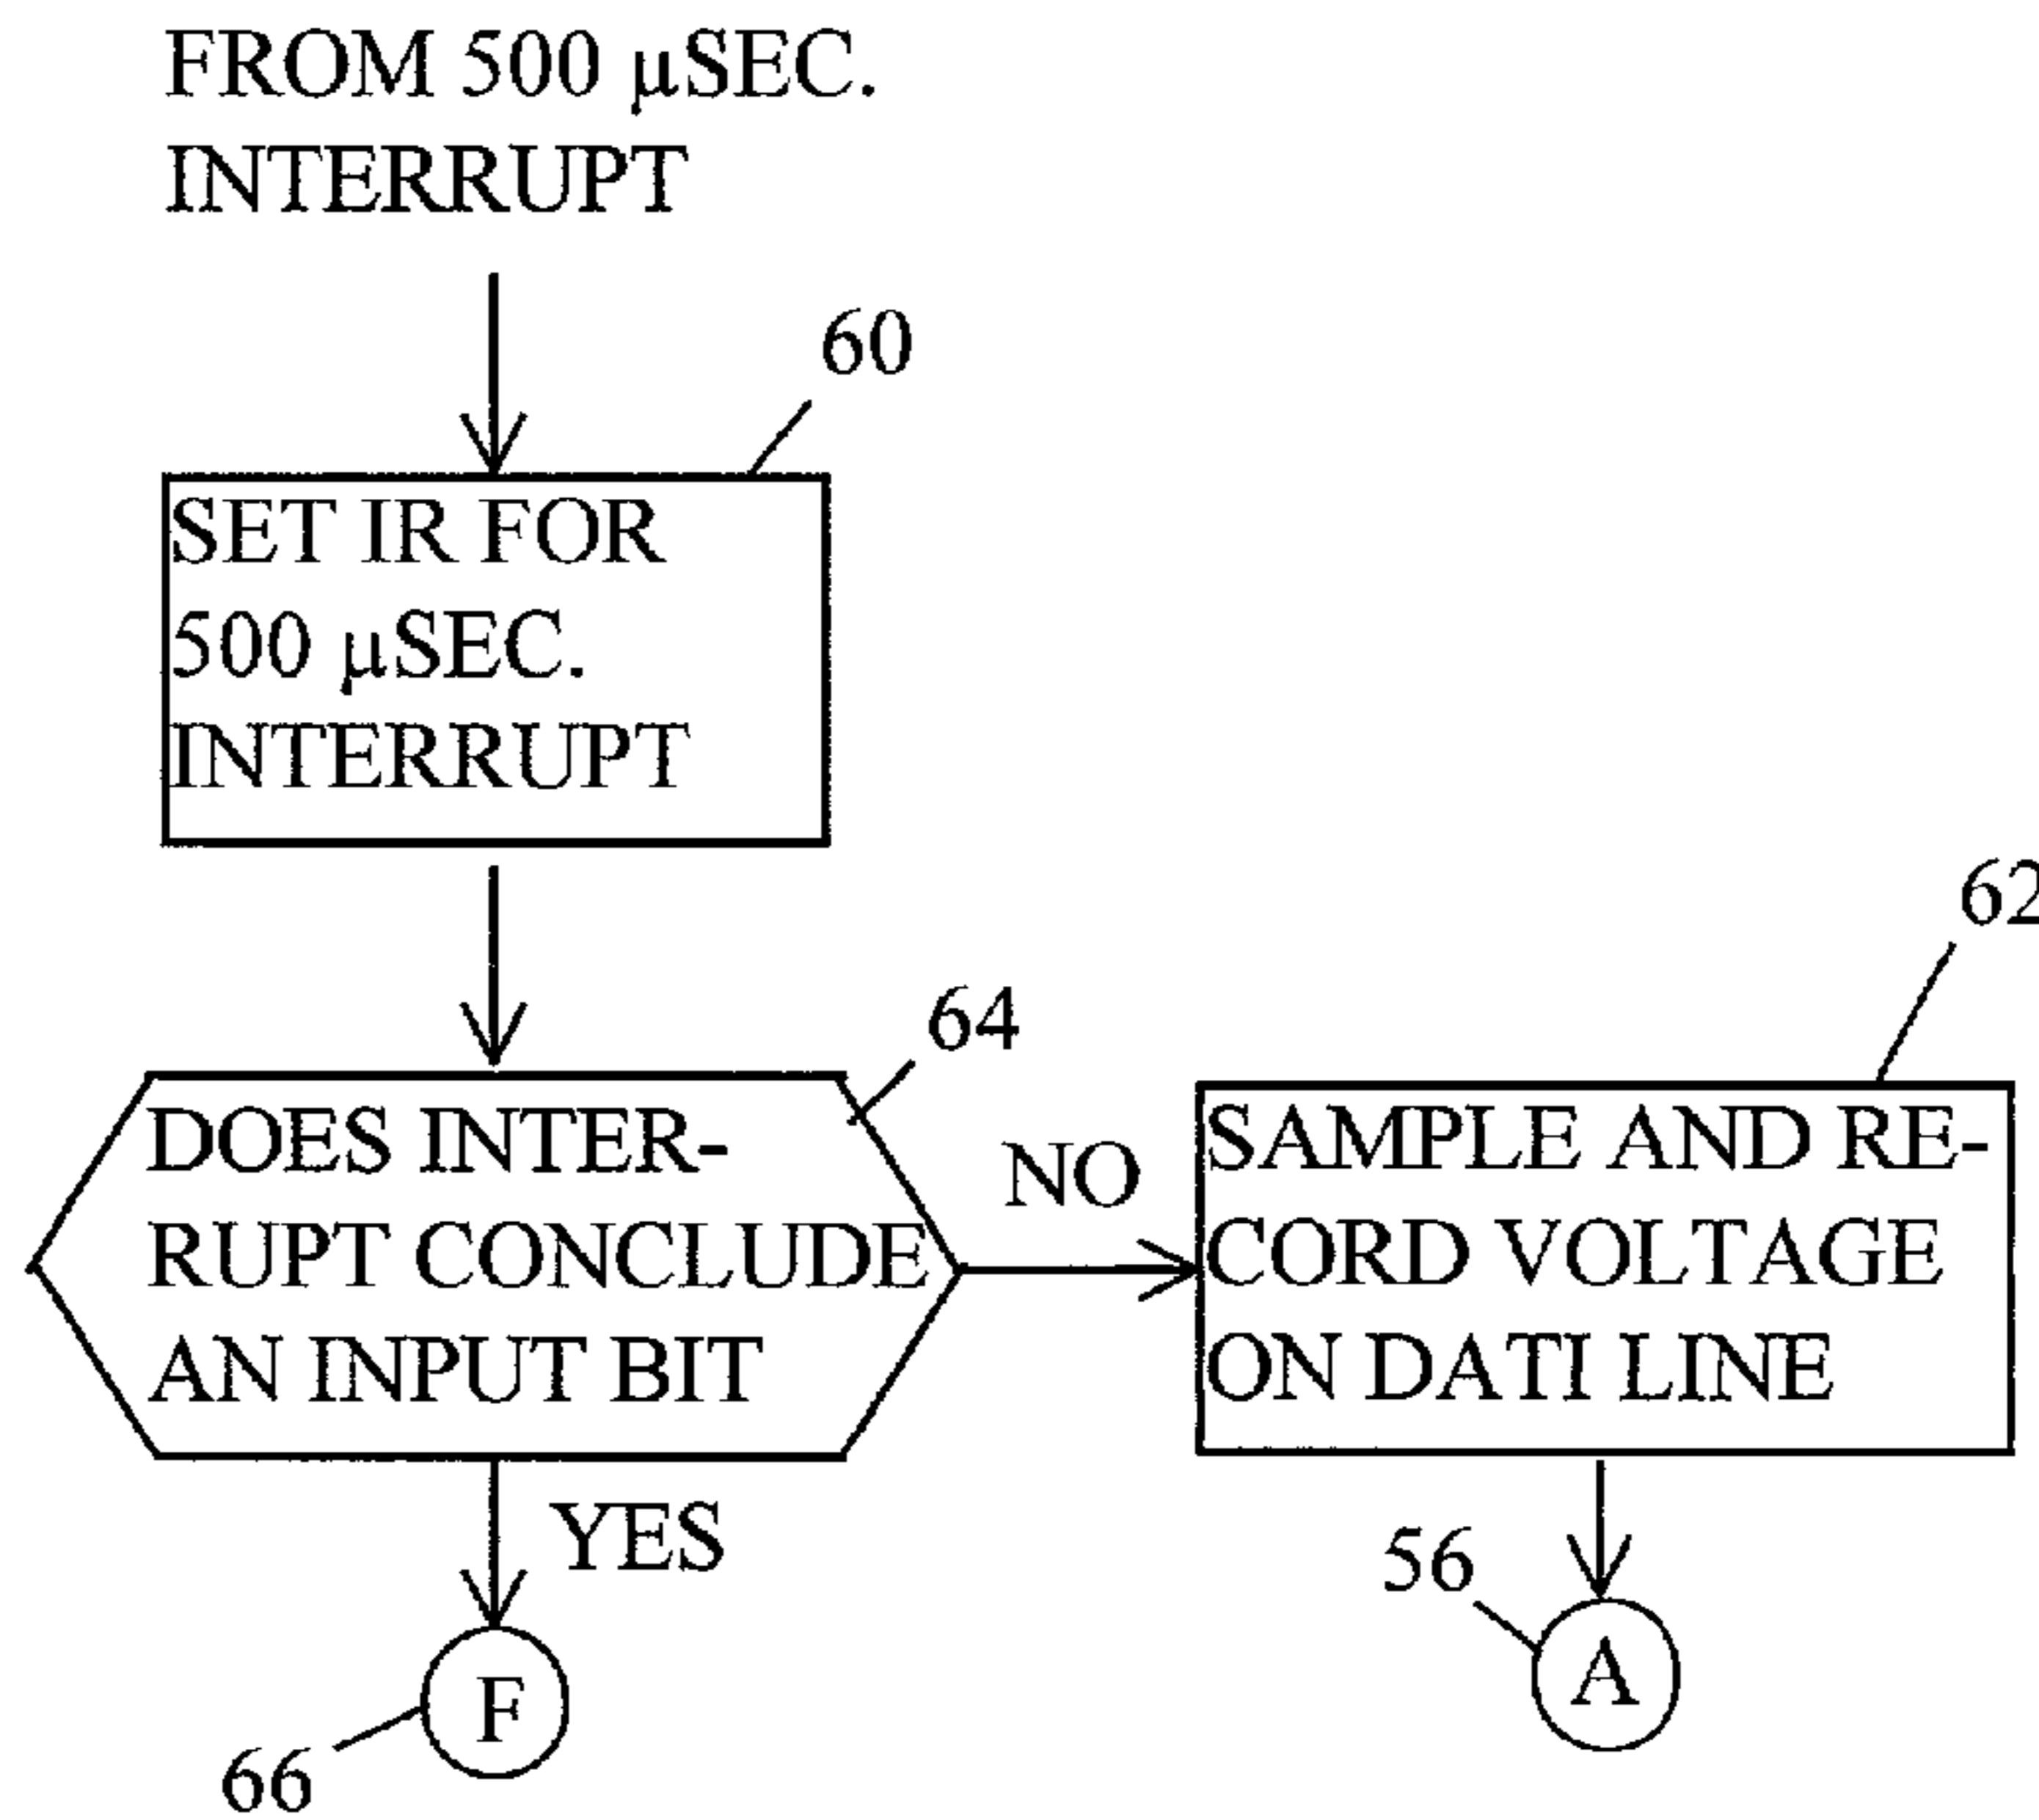 FROM 500 µSEC.
INTERRUPT
60
SET IR FOR
500 µSEC.
INTERRUPT
62
64
DOES INTER-
RUPT CONCLUDE
AN INPUT BIT
NO
SAMPLE AND RE-
CORD VOLTAGE
ON DATI LINE
YES
56
A
F
66